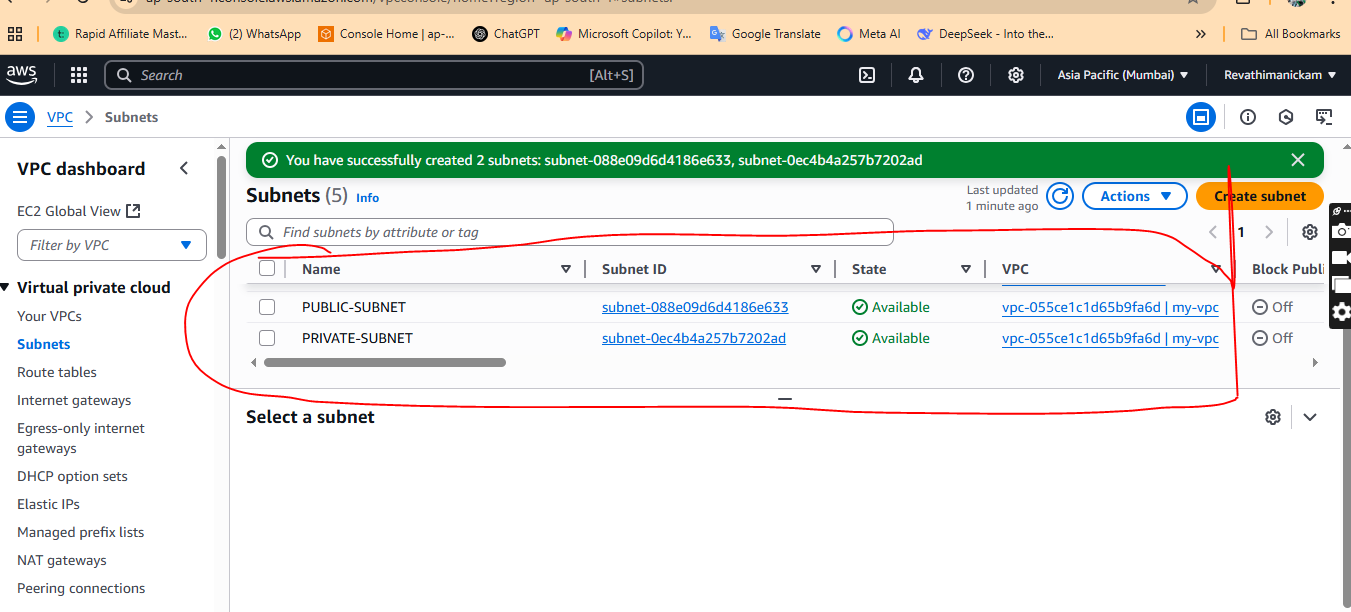 Rapid Affiliate Mast...
(2) WhatsApp
Console Home | ap-...
ChatGPT
Microsoft Copilot: Y...
Google Translate
Meta AI
DeepSeek - Into the...
»
All Bookmarks
aws
Search
[Alt+S]
Asia Pacific (Mumbai)
Revathimanickam
VPC > Subnets
VPC dashboard
EC2 Global View
Filter by VPC
Virtual private cloud
Your VPCs
Subnets
Route tables
Internet gateways
Egress-only internet
gateways
DHCP option sets
Elastic IPs
Managed prefix lists
NAT gateways
Peering connections
You have successfully created 2 subnets: subnet-088e09d6d4186e633, subnet-0ec4b4a257b7202ad
Subnets (5) Info
Last updated
1 minute ago
Actions
Create subnet
Find subnets by attribute or tag
1
Name Subnet ID State VPC Block Publi
PUBLIC-SUBNET subnet-088e09d6d4186e633 Available vpc-055ce1c1d65b9fa6d | my-vpc Off
PRIVATE-SUBNET subnet-0ec4b4a257b7202ad Available vpc-055ce1c1d65b9fa6d | my-vpc Off
Select a subnet